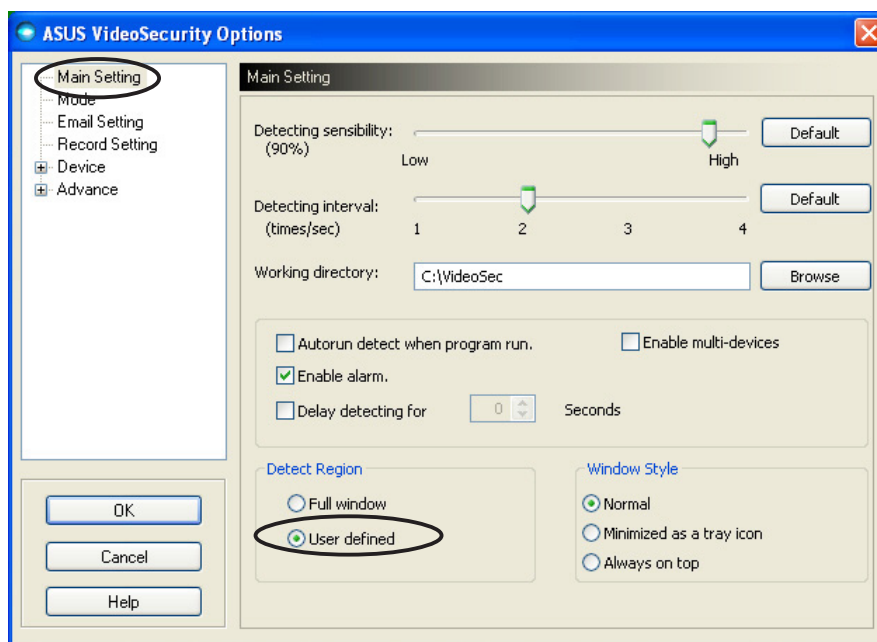 ASUS VideoSecurity Options
Main Setting
Mode
Email Setting
Record Setting
Device
Advance
OK
Cancel
Help
Main Setting
Detecting sensibility:
(90%)
Low
High
Default
Detecting interval:
(times/sec)
1 2 3 4
Default
Working directory:
C:\VideoSec
Browse
Autorun detect when program run.
Enable multi-devices
Enable alarm.
Delay detecting for 0 Seconds
Detect Region
Full window
User defined
Window Style
Normal
Minimized as a tray icon
Always on top